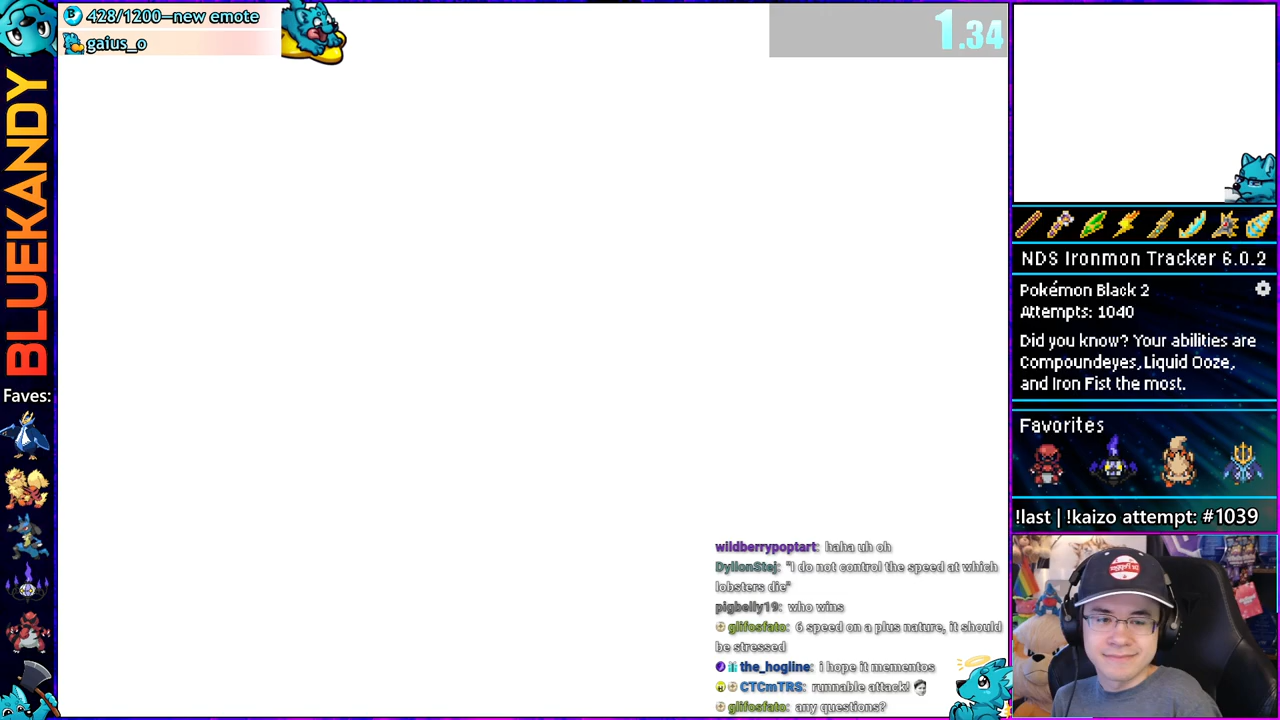 428/1200—new emote
gaius_o
1.34
BLUEKANDY
Faves:
NDS Ironmon Tracker 6.0.2
Pokémon Black 2
Attempts: 1040
Did you know? Your abilities are
Compoundeyes, Liquid Ooze,
and Iron Fist the most.
Favorites
!last | !kaizo attempt: #1039
wildberrypoptart: haha uh oh
DyllonStej: "I do not control the speed at which
lobsters die"
pigbelly19: who wins
glifosfato: 6 speed on a plus nature, it should
be stressed
the_hogline: i hope it mementos
CTCmTRS: runnable attack!
glifosfato: any questions?